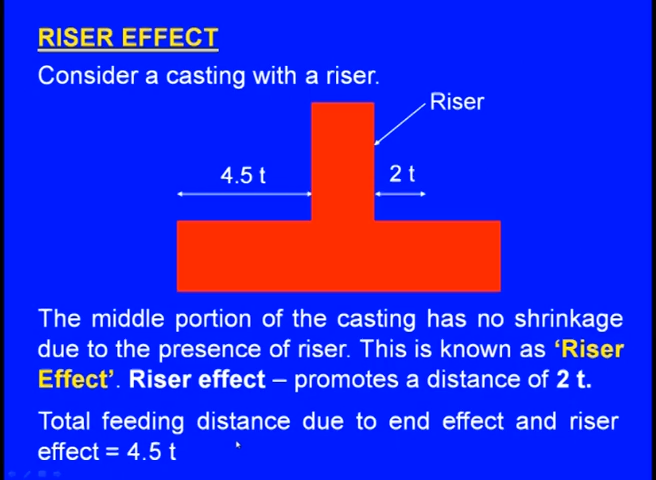 RISER EFFECT
Consider a casting with a riser.
Riser
4.5 t
2 t
The middle portion of the casting has no shrinkage
due to the presence of riser. This is known as ‘Riser
Effect’. Riser effect – promotes a distance of 2 t.
Total feeding distance due to end effect and riser
effect = 4.5 t